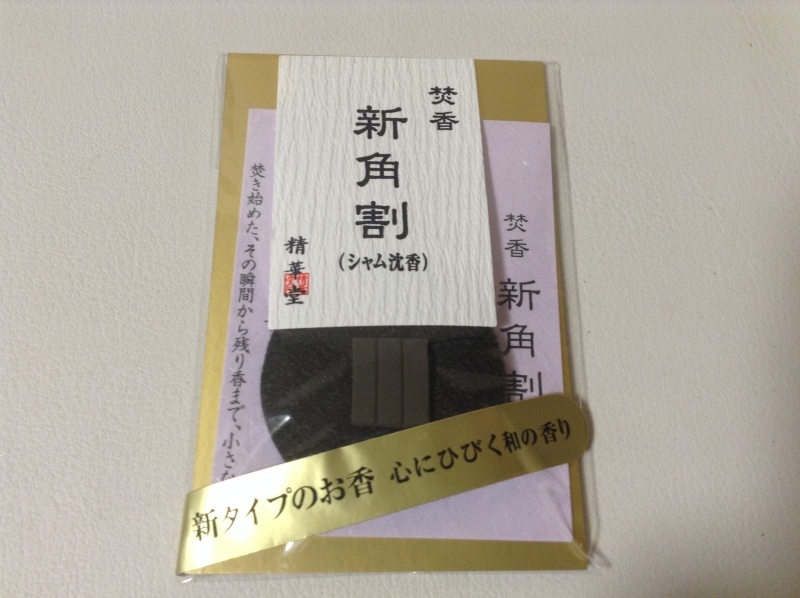 焚香
新角割
(シャム沈香)
精華堂
焚香
新角割
焚き始めた、その瞬間から残り香まで、小さな
新タイプのお香 心にひびく和の香り